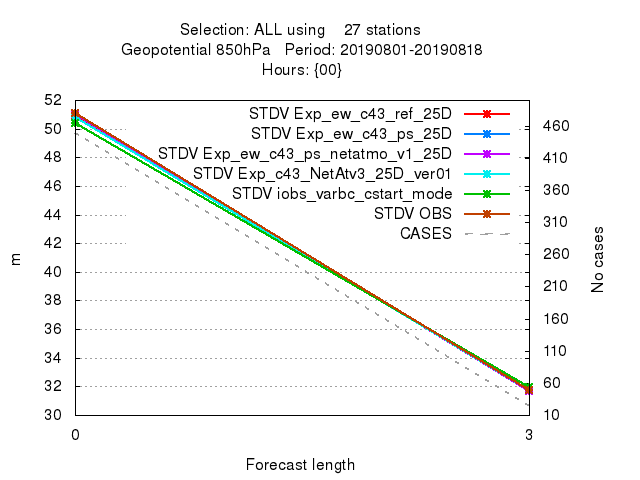 Selection: ALL using    27 stations
Geopotential 850hPa   Period: 20190801-20190818
Hours: {00}
52
50
48
46
44
42
40
38
36
34
32
30
m
STDV Exp_ew_c43_ref_25D
STDV Exp_ew_c43_ps_25D
STDV Exp_ew_c43_ps_netatmo_v1_25D
STDV Exp_c43_NetAtv3_25D_ver01
STDV iobs_varbc_cstart_mode
STDV OBS
CASES
460
410
360
310
260
210
160
110
60
10
No cases
0
3
Forecast length